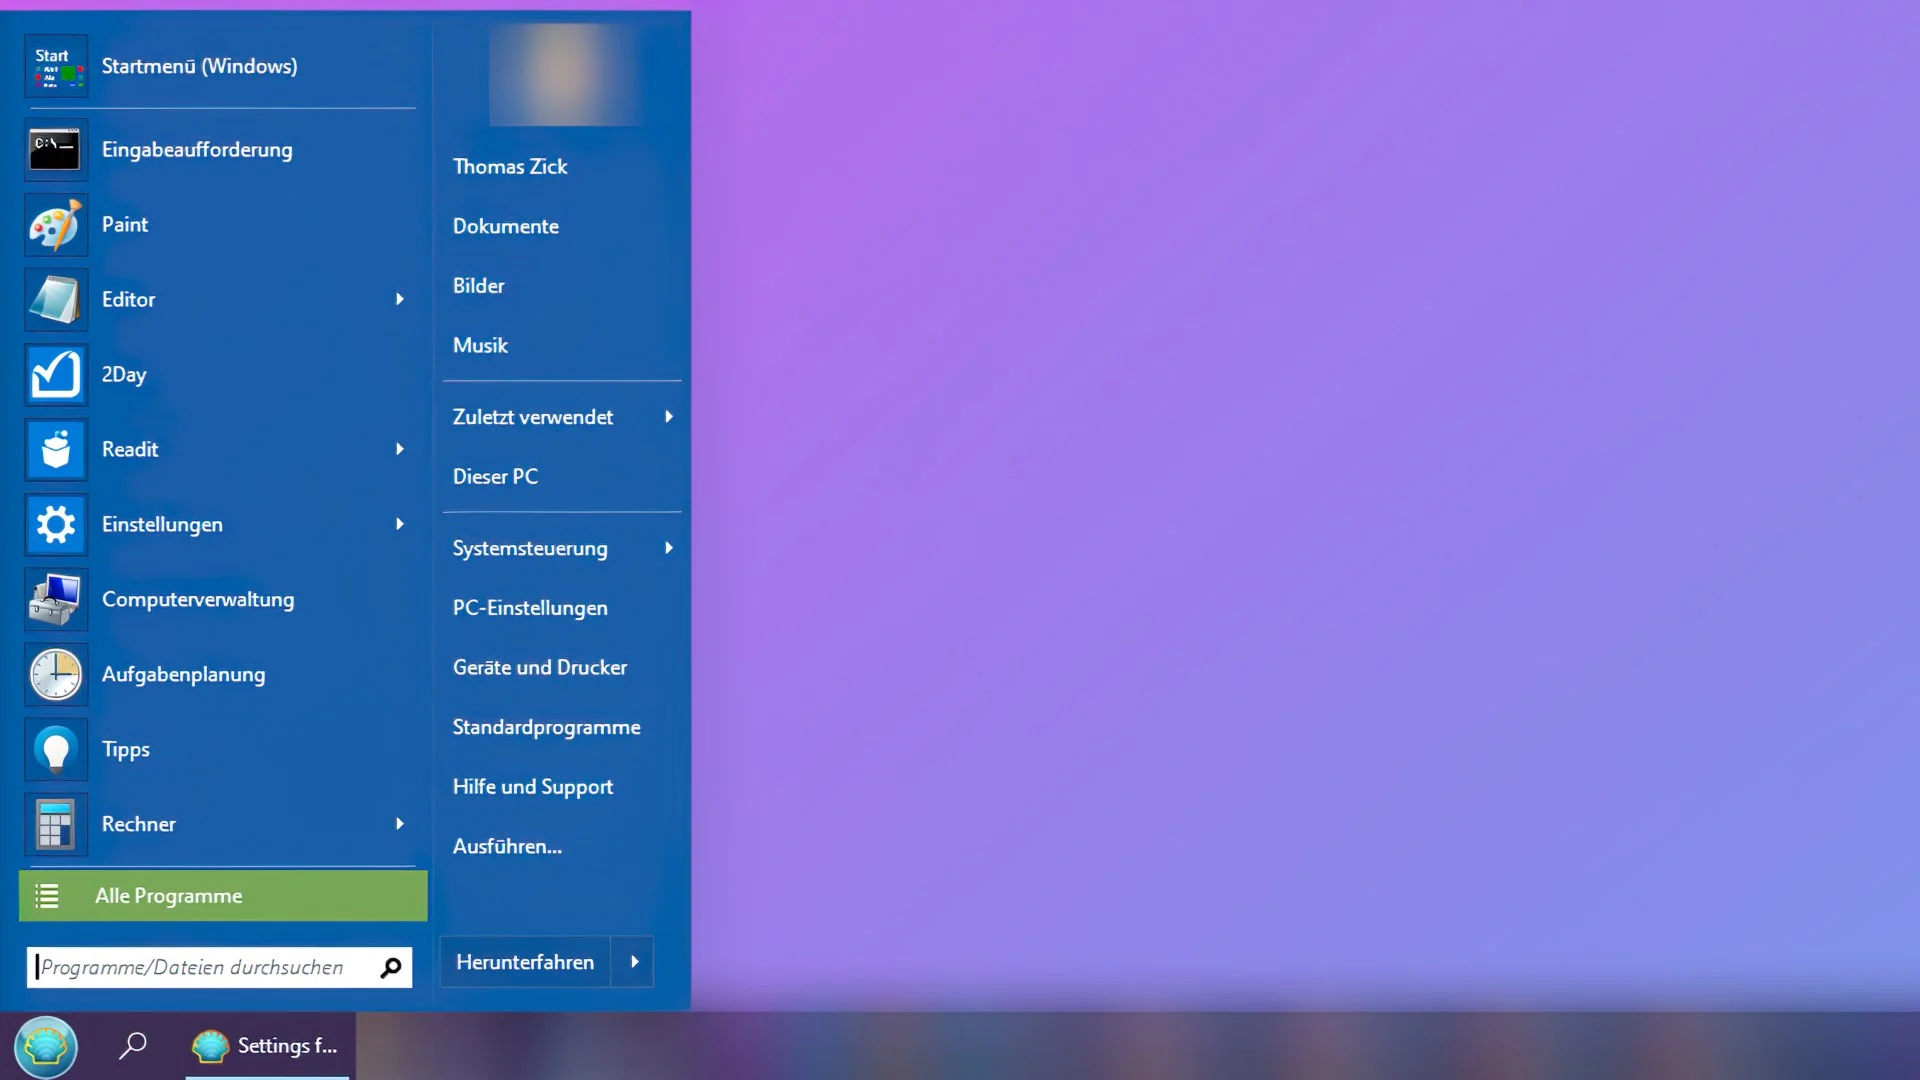 Start
Startmenü (Windows)
C:\
Eingabeaufforderung
Paint
Editor
2Day
Readit
Einstellungen
Computerverwaltung
Aufgabenplanung
Tipps
Rechner
Alle Programme
Programme/Dateien durchsuchen
Thomas Zick
Dokumente
Bilder
Musik
Zuletzt verwendet
Dieser PC
Systemsteuerung
PC-Einstellungen
Geräte und Drucker
Standardprogramme
Hilfe und Support
Ausführen...
Herunterfahren
Settings f...